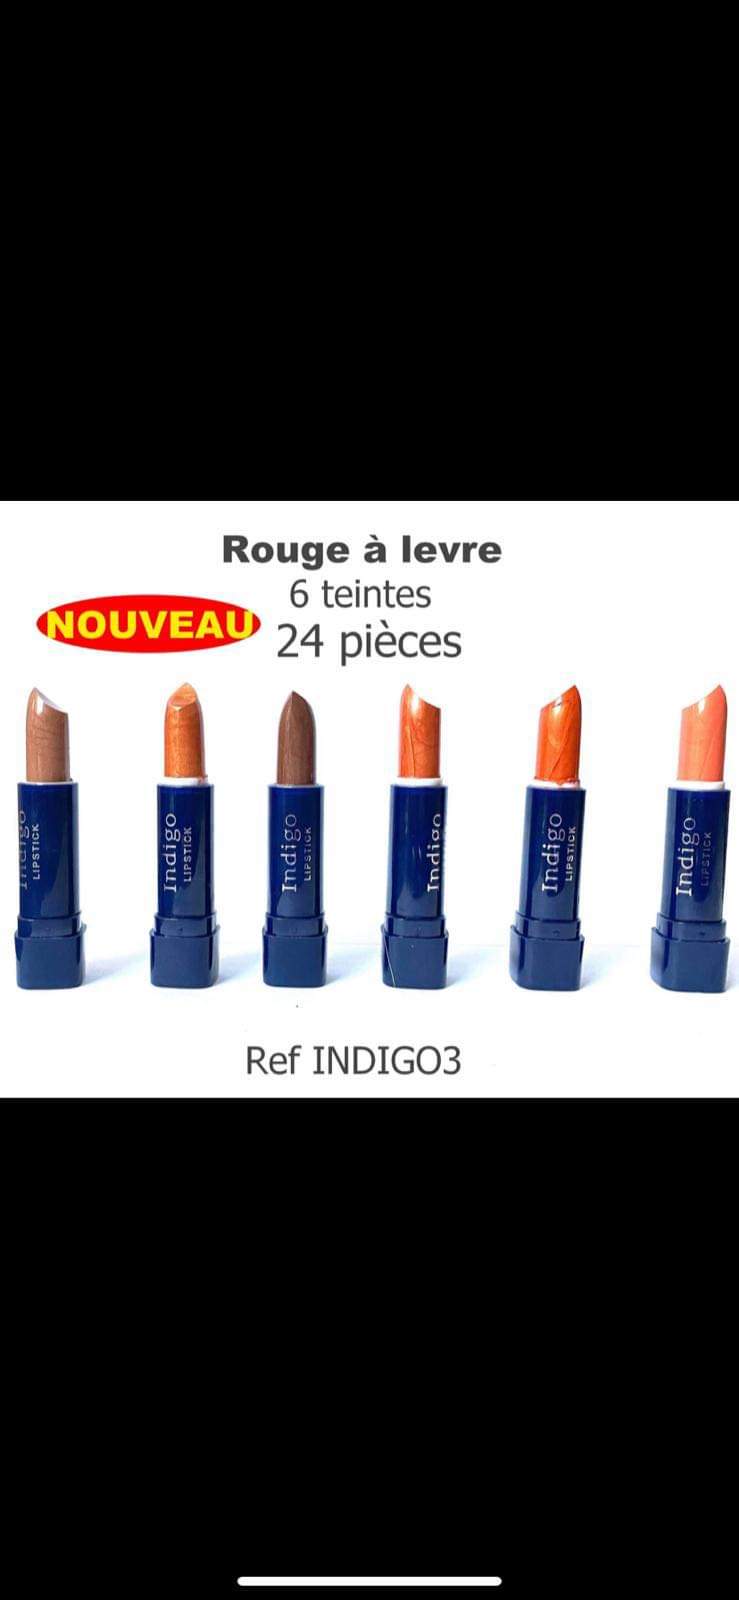 Rouge à levre
6 teintes
NOUVEAU
24 pièces
Indigo
LIPSTICK
Indigo
LIPSTICK
Indigo
LIPSTICK
Indigo
Indigo
LIPSTICK
Indigo
LIPSTICK
Ref INDIGO3